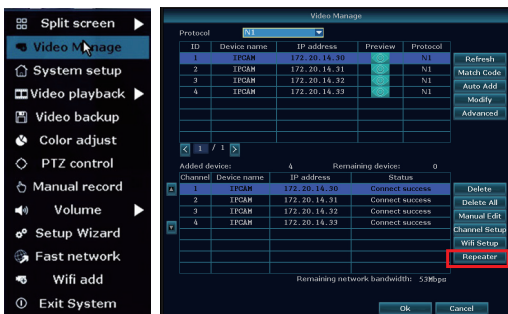 Split screen
Video Manage
System setup
Video playback
Video backup
Color adjust
PTZ control
Manual record
Volume
Setup Wizard
Fast network
Wifi add
Exit System
Video Manage
Protocol N1
ID Device name IP address Preview Protocol
1 IPCAM 172.20.14.30 N1
2 IPCAM 172.20.14.31 N1
3 IPCAM 172.20.14.32 N1
4 IPCAM 172.20.14.33 N1
Refresh
Match Code
Auto Add
Modify
Advanced
< 1 / 1 >
Added device: 4 Remaining device: 0
Channel Device name IP address Status
1 IPCAM 172.20.14.30 Connect success
2 IPCAM 172.20.14.31 Connect success
3 IPCAM 172.20.14.32 Connect success
4 IPCAM 172.20.14.33 Connect success
Delete
Delete All
Manual Edit
Channel Setup
Wifi Setup
Repeater
Remaining network bandwidth: 53Mbps
Ok Cancel